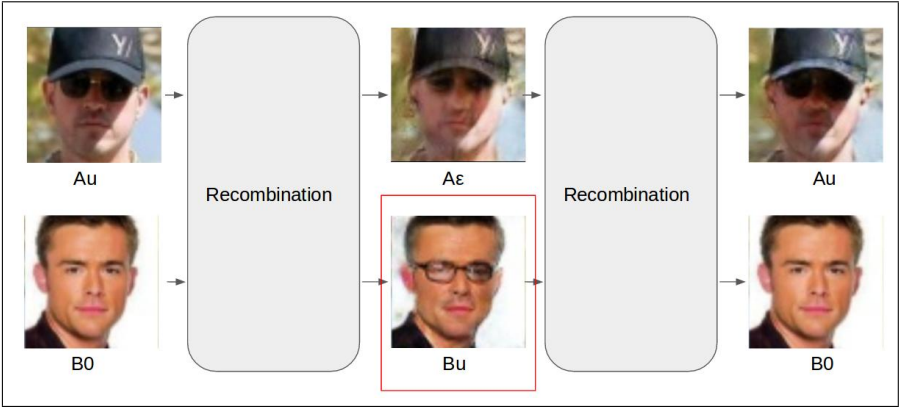 Y/
Y/
Y/
Au
Aε
Au
Recombination
Recombination
B0
Bu
B0